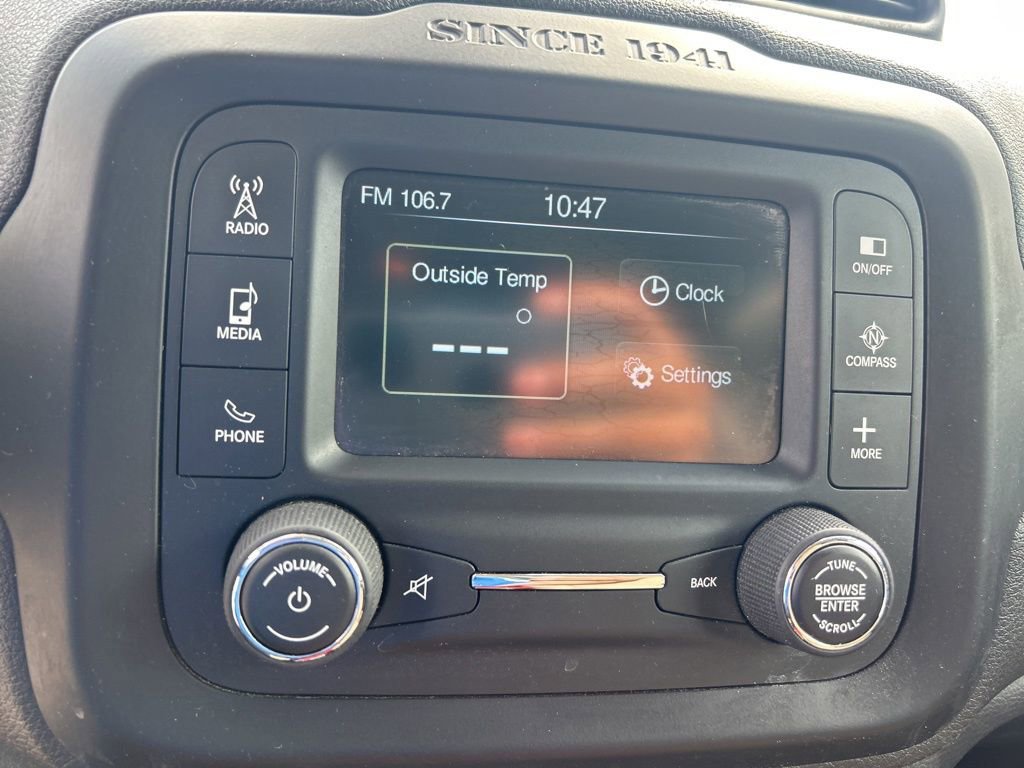 SINCE 1941
RADIO
MEDIA
PHONE
FM 106.7
10:47
Outside Temp
---
Clock
Settings
ON/OFF
N
COMPASS
MORE
VOLUME
BACK
TUNE
BROWSE
ENTER
SCROLL